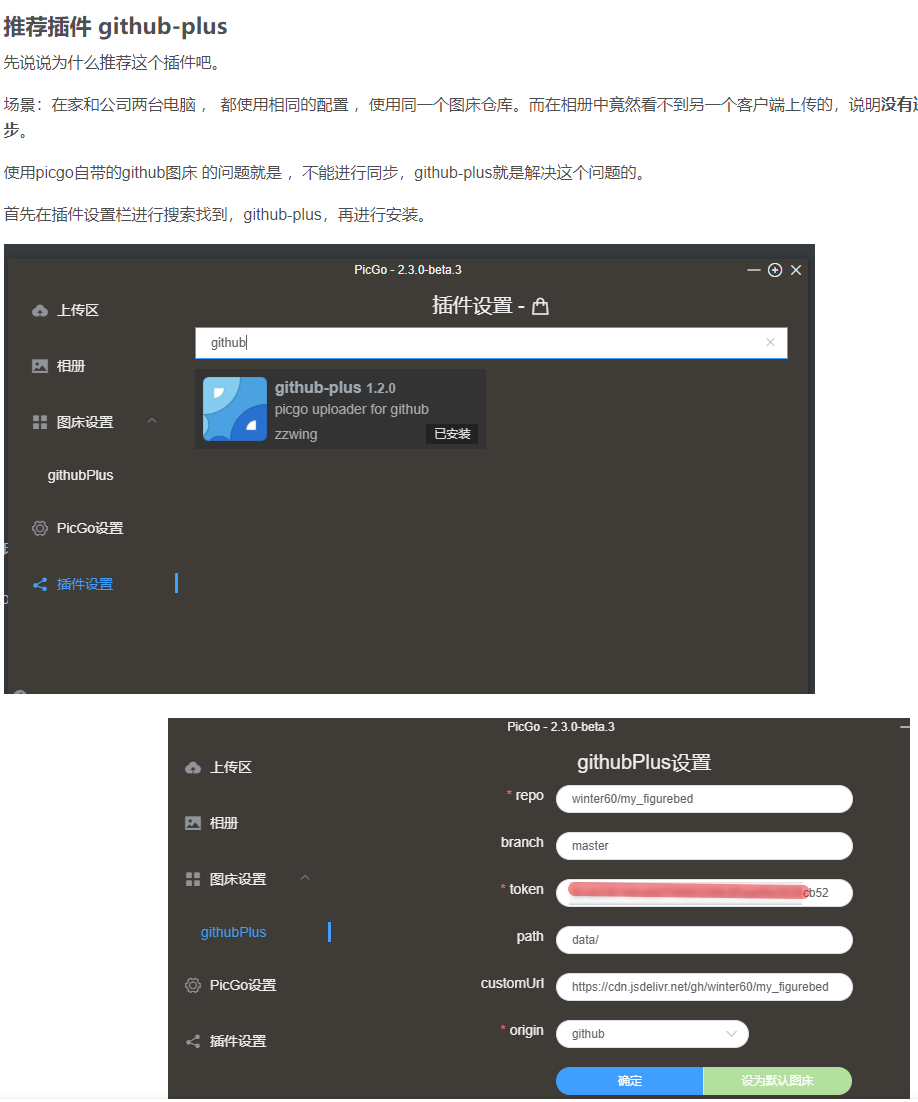 推荐插件 github-plus
先说说为什么推荐这个插件吧。
场景：在家和公司两台电脑 ， 都使用相同的配置 ，使用同一个图床仓库。而在相册中竟然看不到另一个客户端上传的，说明没有
步。
使用picgo自带的github图床 的问题就是 ，不能进行同步，github-plus就是解决这个问题的。
首先在插件设置栏进行搜索找到，github-plus，再进行安装。
PicGo - 2.3.0-beta.3
上传区
插件设置 -
github
相册
github-plus 1.2.0
picgo uploader for github
zzwing
已安装
图床设置
githubPlus
PicGo设置
插件设置
PicGo - 2.3.0-beta.3
上传区
githubPlus设置
* repo winter60/my_figurebed
相册
branch master
图床设置
* token cb52
githubPlus
path data/
PicGo设置
customUrl https://cdn.jsdelivr.net/gh/winter60/my_figurebed
* origin github
插件设置
确定 设为默认图床